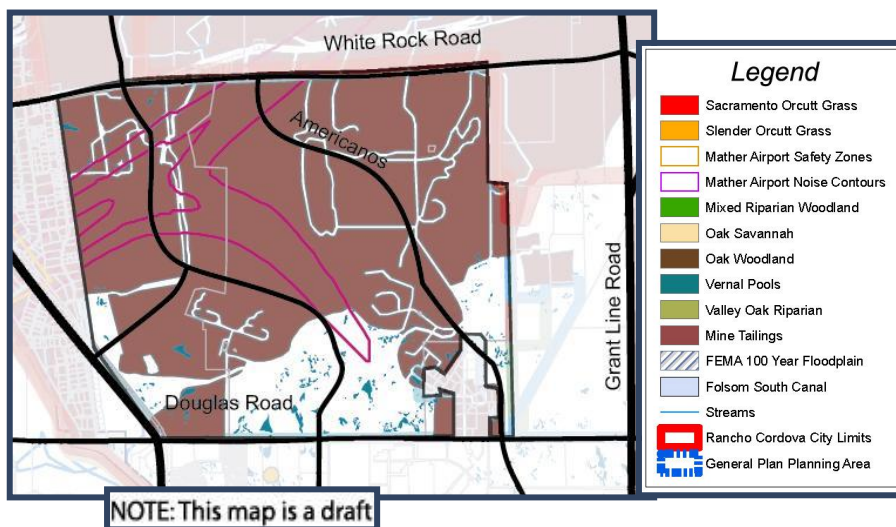 White Rock Road
Americanos
Grant Line Road
Douglas Road
NOTE: This map is a draft
Legend
Sacramento Orcutt Grass
Slender Orcutt Grass
Mather Airport Safety Zones
Mather Airport Noise Contours
Mixed Riparian Woodland
Oak Savannah
Oak Woodland
Vernal Pools
Valley Oak Riparian
Mine Tailings
FEMA 100 Year Floodplain
Folsom South Canal
Streams
Rancho Cordova City Limits
General Plan Planning Area